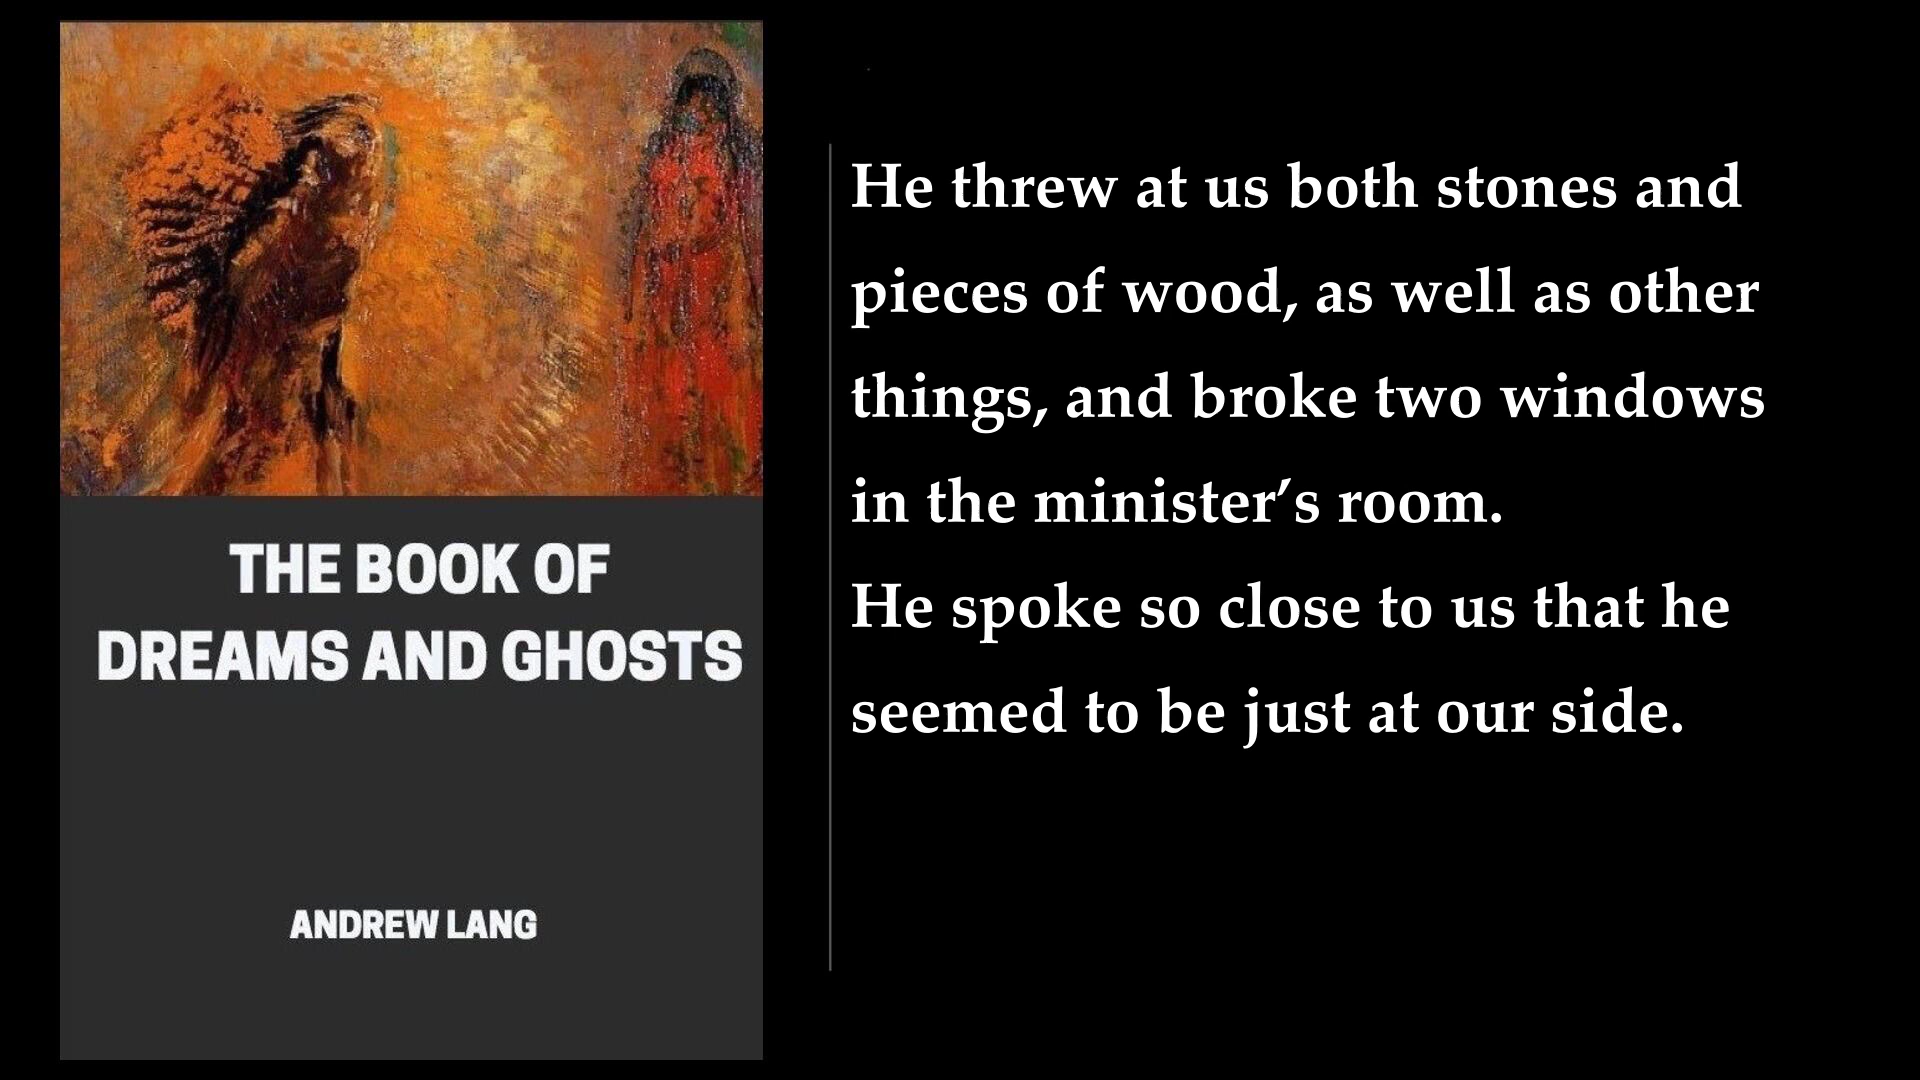 THE BOOK OF
DREAMS AND GHOSTS
ANDREW LANG
He threw at us both stones and
pieces of wood, as well as other
things, and broke two windows
in the minister’s room.
He spoke so close to us that he
seemed to be just at our side.